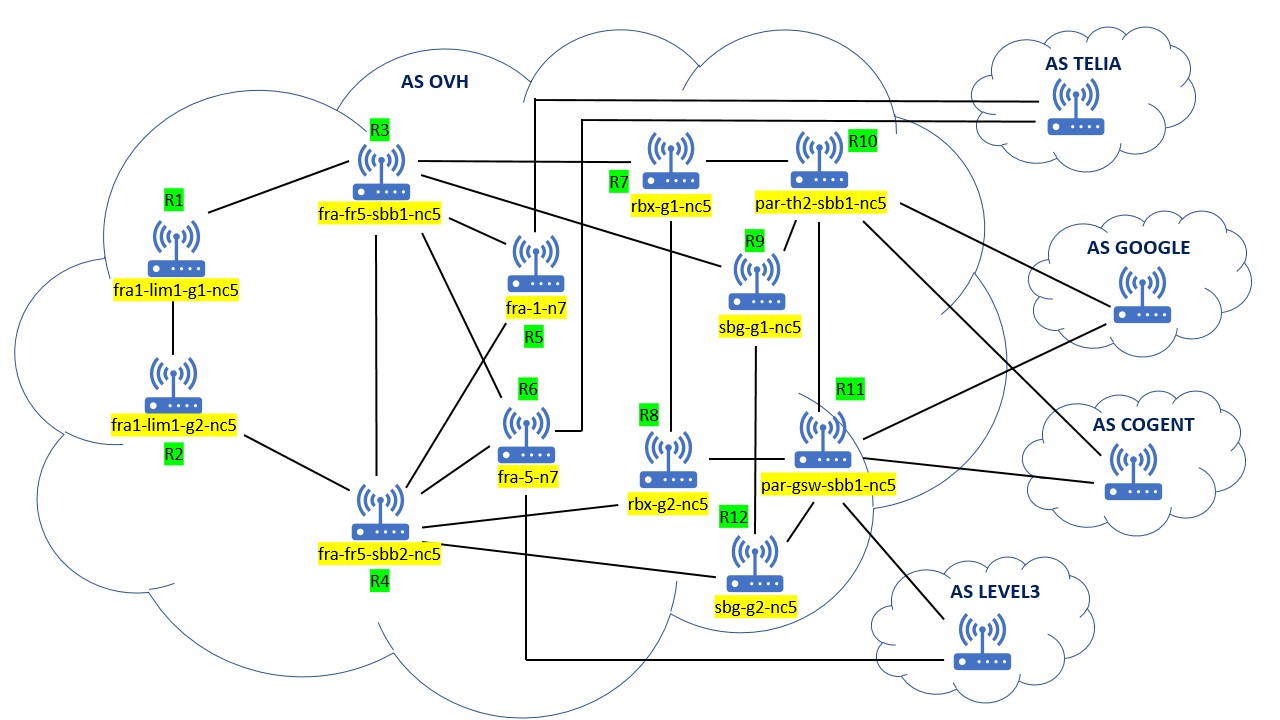 AS TELIA
AS OVH
R3
R10
R7
fra-fr5-sbb1-nc5
rbx-g1-nc5
par-th2-sbb1-nc5
R1
R9
AS GOOGLE
fra1-lim1-g1-nc5
fra-1-n7
sbg-g1-nc5
R5
R6
R11
R8
AS COGENT
fra1-lim1-g2-nc5
R2
fra-5-n7
par-gsw-sbb1-nc5
rbx-g2-nc5
R12
fra-fr5-sbb2-nc5
R4
AS LEVEL3
sbg-g2-nc5